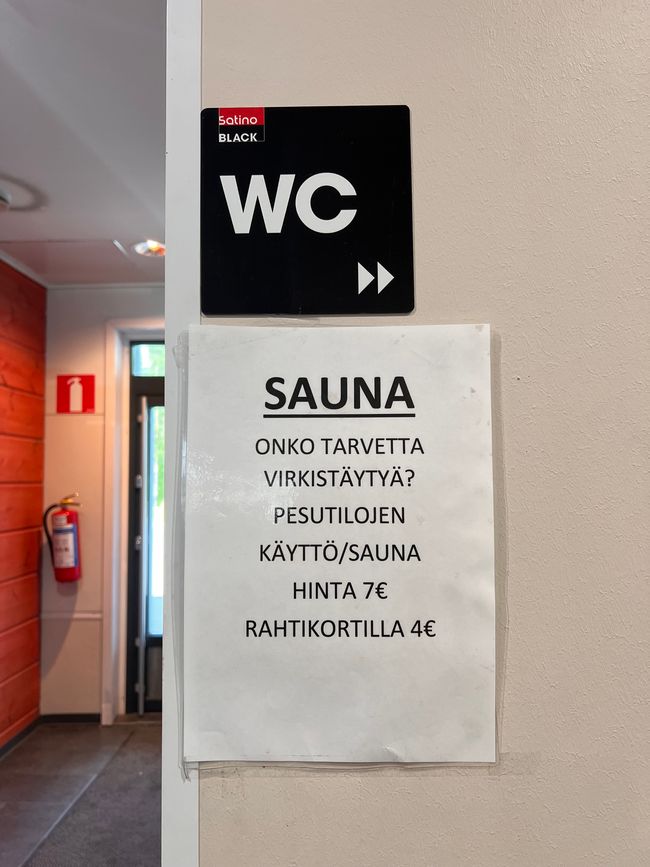 Satino
BLACK
WC
SAUNA
ONKO TARVETTA
VIRKISTÄYTYÄ?
PESUTILOJEN
KÄYTTÖ/SAUNA
HINTA 7€
RAHTIKORTILLA 4€